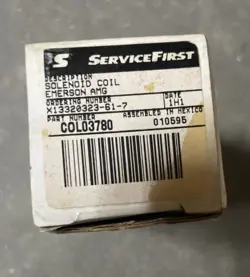 S SERVICEFIRST
DESCRIPTION
SOLENOID COIL
EMERSON AMG
ORDERING NUMBER DATE
X13320323-61-7 1H1
PART NUMBER ASSEMBLED IN MEXICO
COL03780 010595